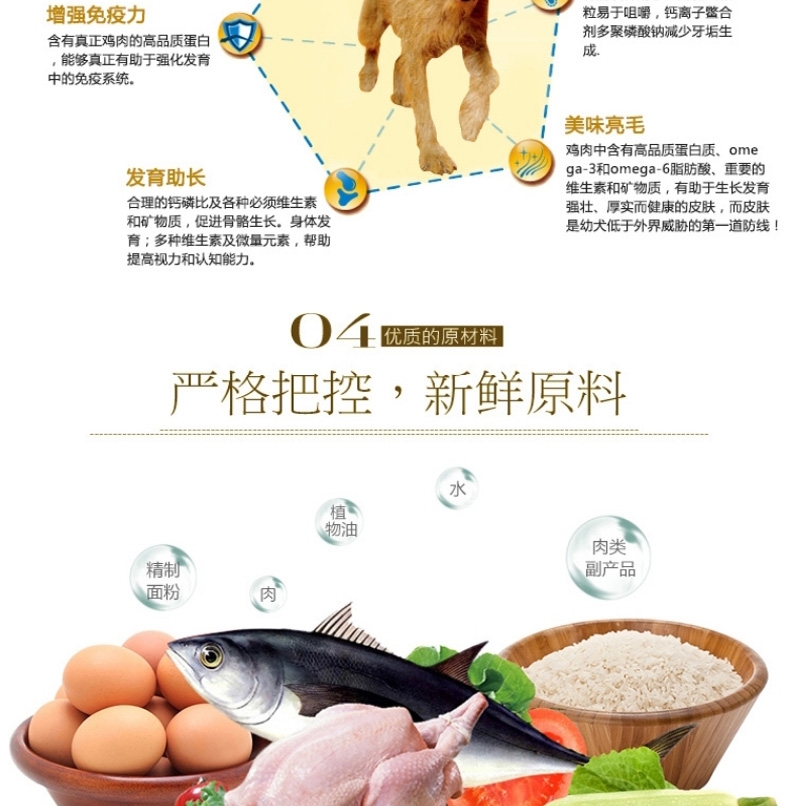 增强免疫力
含有真正鸡肉的高品质蛋白
，能够真正有助于强化发育
中的免疫系统。
粒易于咀嚼，钙离子螯合
剂多聚磷酸钠减少牙垢生
成.
美味亮毛
鸡肉中含有高品质蛋白质、ome
ga-3和omega-6脂肪酸、重要的
维生素和矿物质，有助于生长发育
强壮、厚实而健康的皮肤，而皮肤
是幼犬低于外界威胁的第一道防线！
发育助长
合理的钙磷比及各种必须维生素
和矿物质，促进骨骼生长。身体发
育；多种维生素及微量元素，帮助
提高视力和认知能力。
04 优质的原材料
严格把控，新鲜原料
水
植
物油
肉类
副产品
精制
面粉
肉